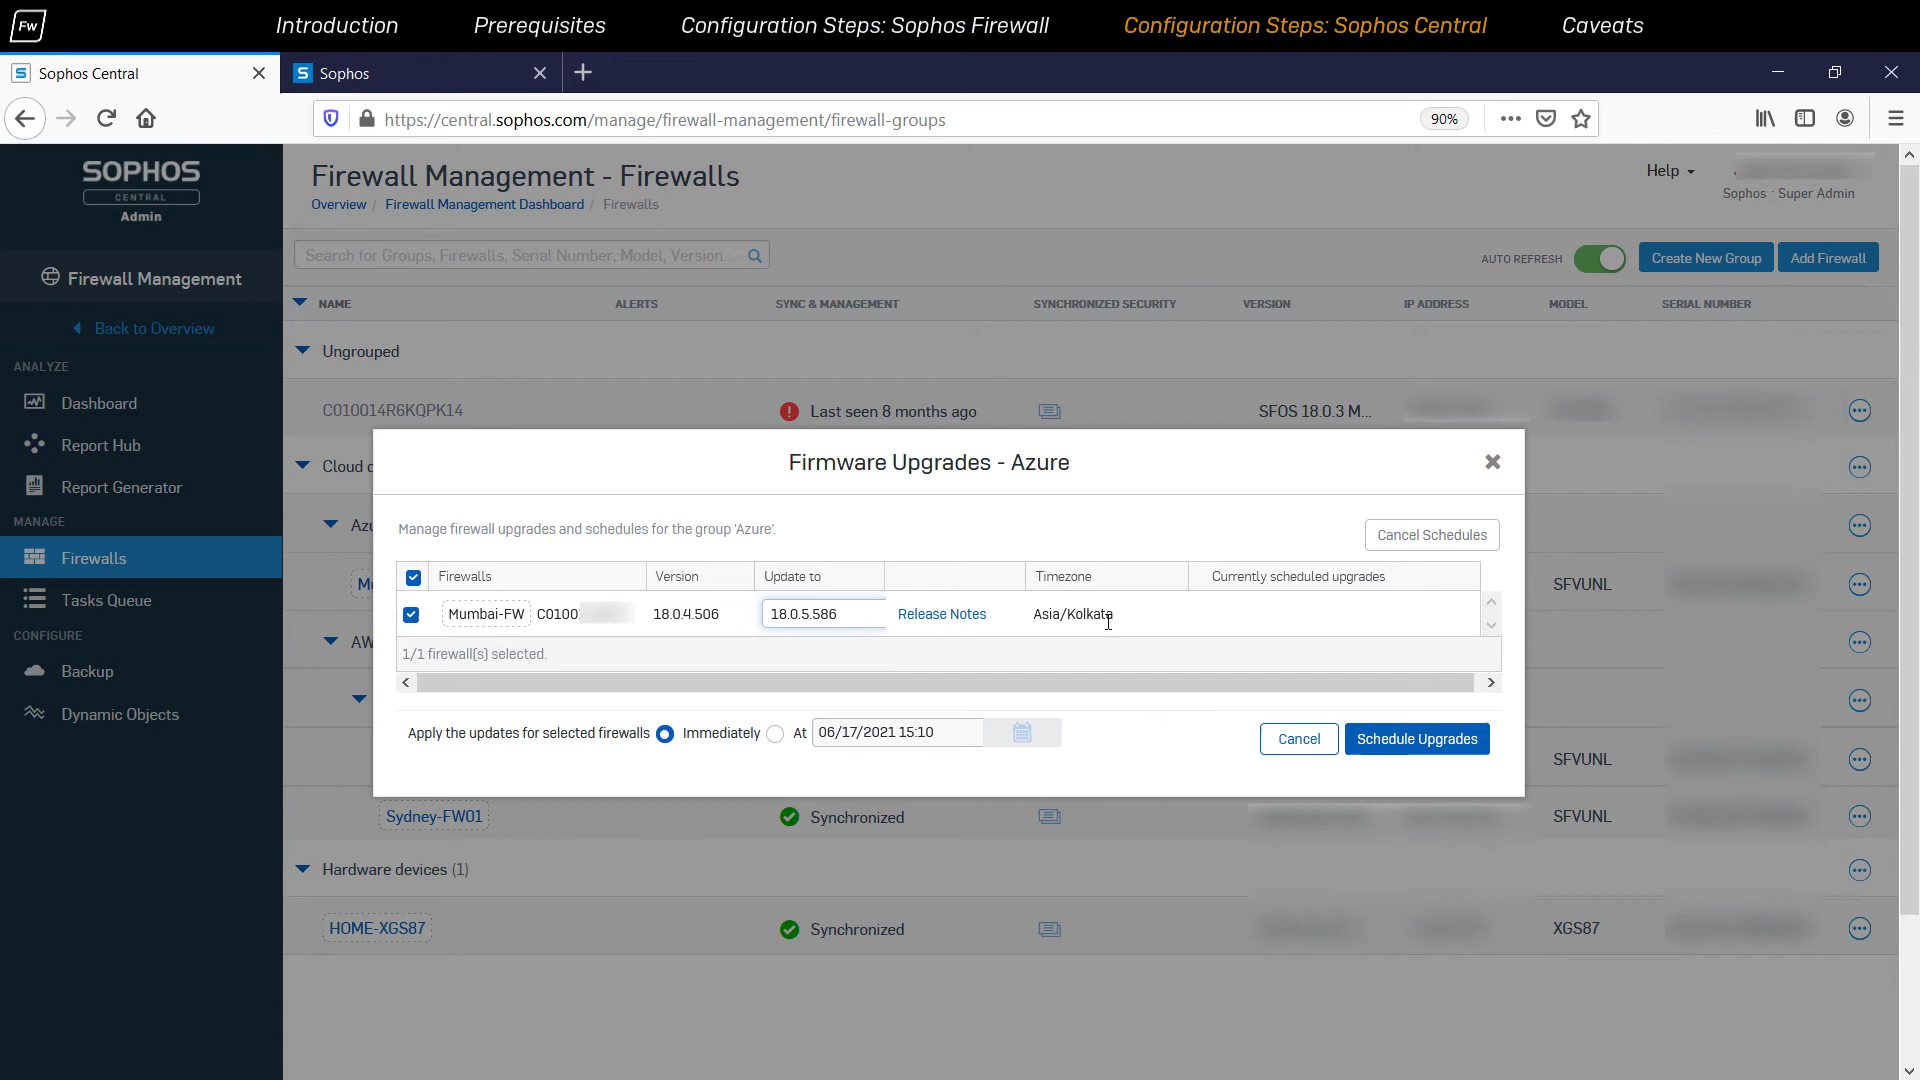 Fw Introduction Prerequisites Configuration Steps: Sophos Firewall Configuration Steps: Sophos Central Caveats
S Sophos Central S Sophos
https://central.sophos.com/manage/firewall-management/firewall-groups 90%
SOPHOS
CENTRAL
Admin
Firewall Management
Back to Overview
ANALYZE
Dashboard
Report Hub
Report Generator
MANAGE
Firewalls
Tasks Queue
CONFIGURE
Backup
Dynamic Objects
Firewall Management - Firewalls
Overview / Firewall Management Dashboard / Firewalls
Help
Sophos · Super Admin
Search for Groups, Firewalls, Serial Number, Model, Version...
AUTO REFRESH Create New Group Add Firewall
NAME ALERTS SYNC & MANAGEMENT SYNCHRONIZED SECURITY VERSION IP ADDRESS MODEL SERIAL NUMBER
Ungrouped
C010014R6KQPK14 Last seen 8 months ago SFOS 18.0.3 M...
Cloud
SFVUNL
Firmware Upgrades - Azure
Manage firewall upgrades and schedules for the group 'Azure'.
Cancel Schedules
Firewalls Version Update to Timezone Currently scheduled upgrades
Mumbai-FW C0100 18.0.4.506 18.0.5.586 Release Notes Asia/Kolkata
1/1 firewall(s) selected.
Apply the updates for selected firewalls Immediately At 06/17/2021 15:10
Cancel Schedule Upgrades
SFVUNL
Sydney-FW01 Synchronized SFVUNL
Hardware devices (1)
HOME-XGS87 Synchronized XGS87